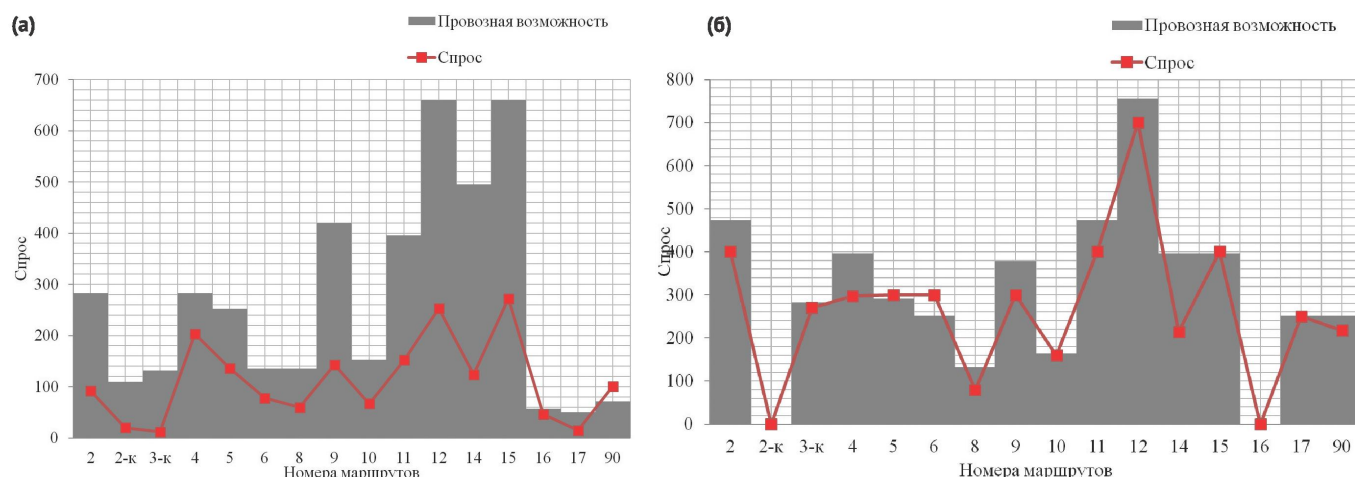 (а)
Провозная возможность
Спрос
700
600
500
400
300
200
100
0
Спрос
2 2-к 3-к 4 5 6 8 9 10 11 12 14 15 16 17 90
Номера маршрутов
(б)
Провозная возможность
Спрос
800
700
600
500
400
300
200
100
0
Спрос
2 2-к 3-к 4 5 6 8 9 10 11 12 14 15 16 17 90
Номера маршрутов